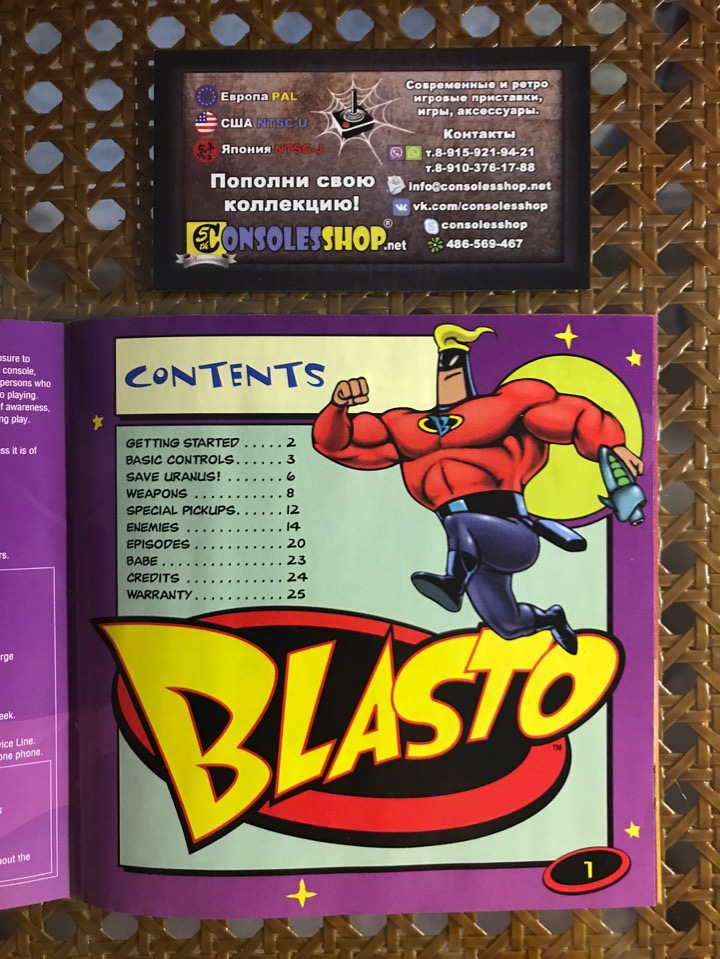 Европа PAL
США NTSC-U
Япония NTSC-J
Пополни свою
коллекцию!
CONSOLESSHOP.net
®
Современные и ретро
игровые приставки,
игры, аксессуары.
Контакты
т.8-915-921-94-21
т.8-910-376-17-88
info@consolesshop.net
vk.com/consolesshop
consolesshop
486-569-467
osure to
console,
persons who
o playing.
f awareness,
ng play.
ss it is of
rs.
rge
eek.
vice Line.
one phone.
s
bout the
CONTENTS
GETTING STARTED ..... 2
BASIC CONTROLS...... 3
SAVE URANUS! ....... 6
WEAPONS .......... 8
SPECIAL PICKUPS...... 12
ENEMIES ............ 14
EPISODES ........... 20
BABE ............... 23
CREDITS ............ 24
WARRANTY........... 25
B
BLASTO
TM
1